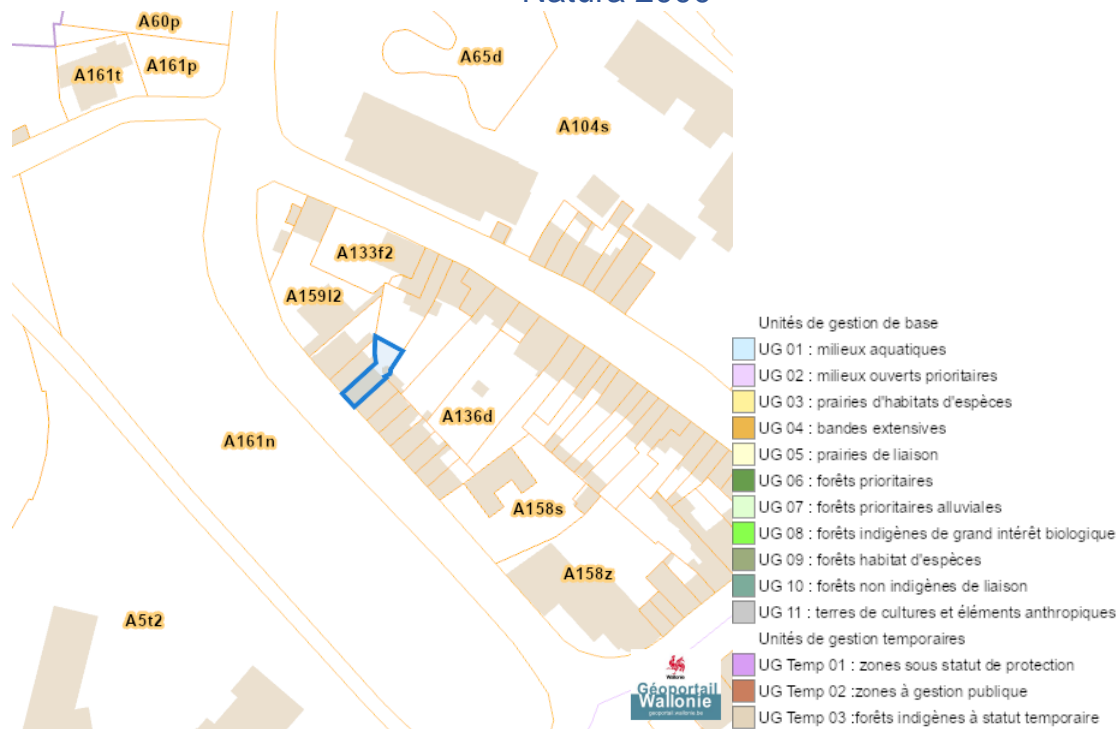 Natura 2000
A60p
A161t
A161p
A65d
A104s
A133f2
A159l2
A136d
A161n
A158s
A158z
A5t2
Wallonie
Géoportail
Wallonie
geoportail.wallonie.be
Unités de gestion de base
UG 01 : milieux aquatiques
UG 02 : milieux ouverts prioritaires
UG 03 : prairies d'habitats d'espèces
UG 04 : bandes extensives
UG 05 : prairies de liaison
UG 06 : forêts prioritaires
UG 07 : forêts prioritaires alluviales
UG 08 : forêts indigènes de grand intérêt biologique
UG 09 : forêts habitat d'espèces
UG 10 : forêts non indigènes de liaison
UG 11 : terres de cultures et éléments anthropiques
Unités de gestion temporaires
UG Temp 01 : zones sous statut de protection
UG Temp 02 :zones à gestion publique
UG Temp 03 :forêts indigènes à statut temporaire